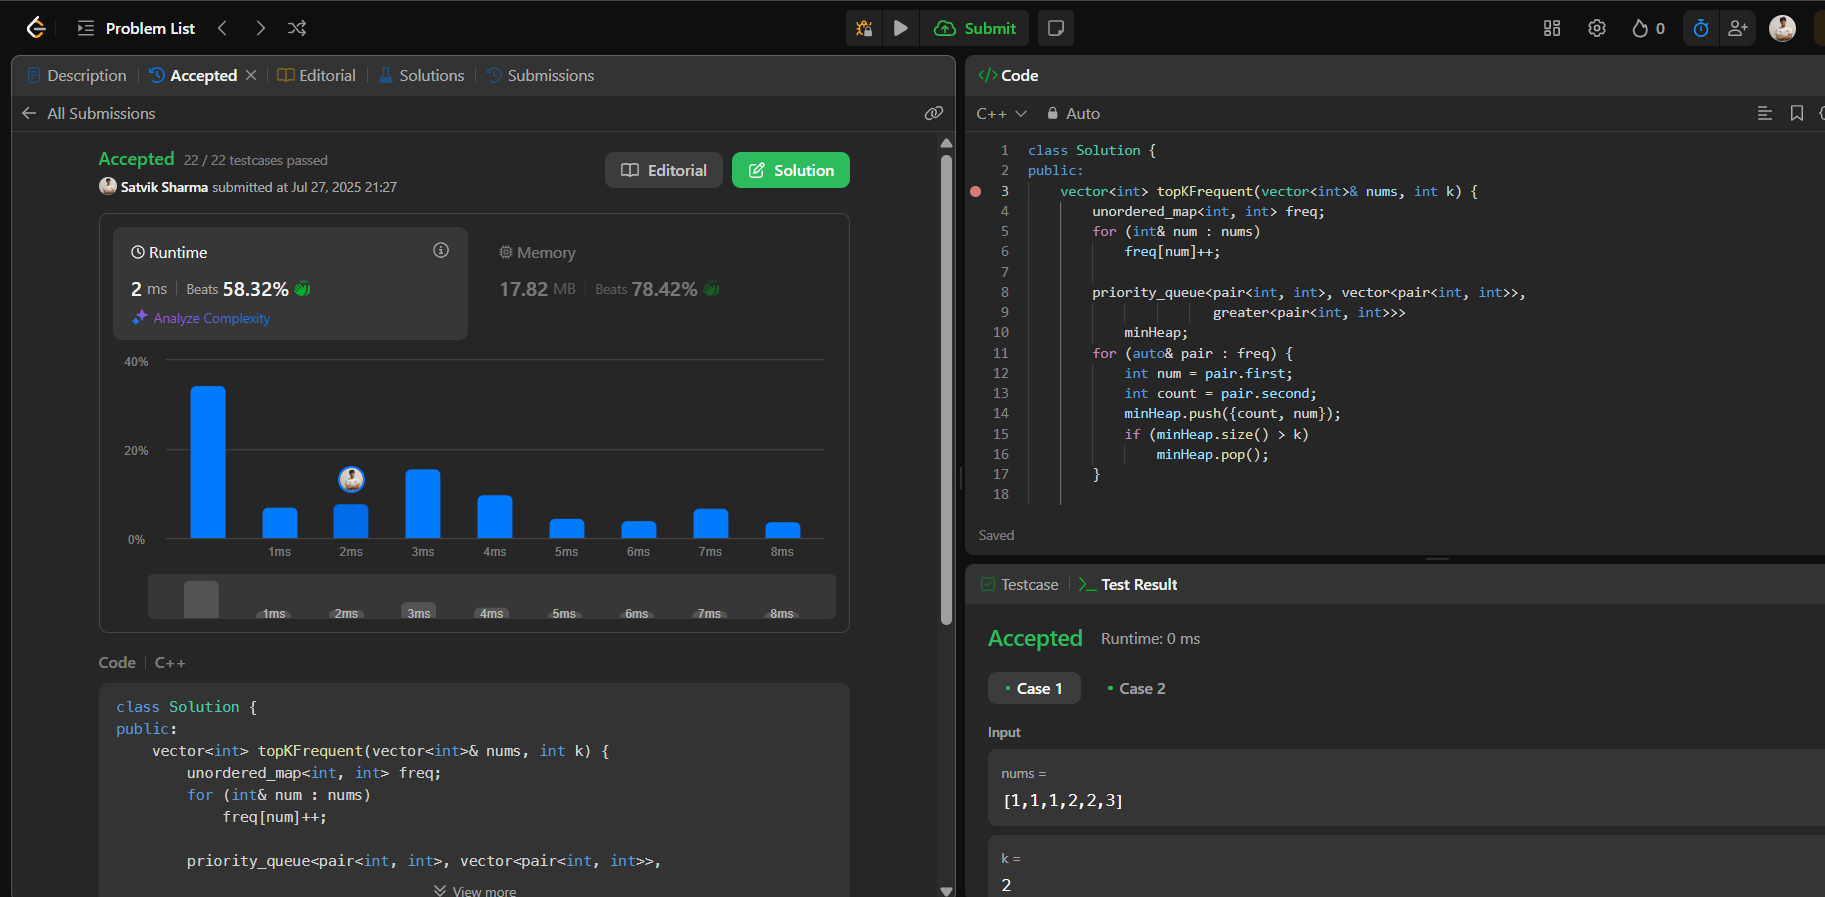 Problem List
Submit
0
Description
Accepted
Editorial
Solutions
Submissions
All Submissions
Accepted 22 / 22 testcases passed
Satvik Sharma submitted at Jul 27, 2025 21:27
Editorial
Solution
Runtime
2 ms Beats 58.32%
Analyze Complexity
Memory
17.82 MB Beats 78.42%
40%
20%
0%
1ms 2ms 3ms 4ms 5ms 6ms 7ms 8ms
1ms 2ms 3ms 4ms 5ms 6ms 7ms 8ms
Code C++
class Solution {
public:
    vector<int> topKFrequent(vector<int>& nums, int k) {
        unordered_map<int, int> freq;
        for (int& num : nums)
            freq[num]++;

        priority_queue<pair<int, int>, vector<pair<int, int>>,
View more
</> Code
C++ Auto
1 class Solution {
2 public:
3     vector<int> topKFrequent(vector<int>& nums, int k) {
4         unordered_map<int, int> freq;
5         for (int& num : nums)
6             freq[num]++;
7
8         priority_queue<pair<int, int>, vector<pair<int, int>>,
9                        greater<pair<int, int>>>
10             minHeap;
11         for (auto& pair : freq) {
12             int num = pair.first;
13             int count = pair.second;
14             minHeap.push({count, num});
15             if (minHeap.size() > k)
16                 minHeap.pop();
17         }
18
Saved
Testcase
Test Result
Accepted Runtime: 0 ms
Case 1
Case 2
Input
nums =
[1,1,1,2,2,3]
k =
2